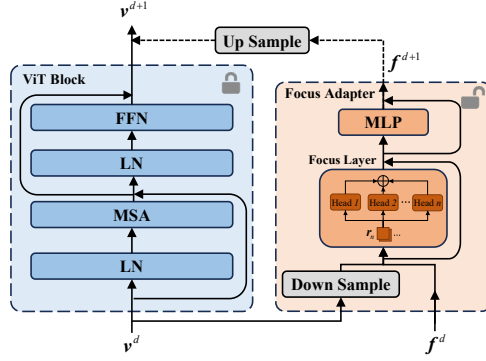 v^{d+1}
Up Sample
f^{d+1}
ViT Block
Focus Adapter
FFN
MLP
LN
Focus Layer
Head 1
Head 2
...
Head n
MSA
r_n
...
LN
Down Sample
v^d
f^d